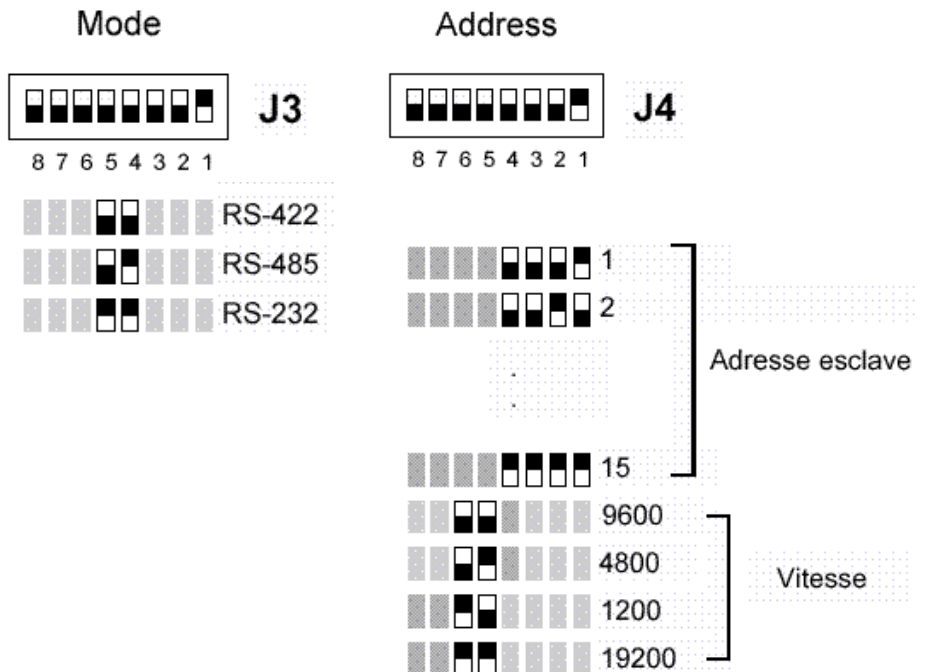 Mode
Address
J3
J4
8 7 6 5 4 3 2 1
8 7 6 5 4 3 2 1
RS-422
RS-485
RS-232
1
2
15
Adresse esclave
9600
4800
1200
19200
Vitesse